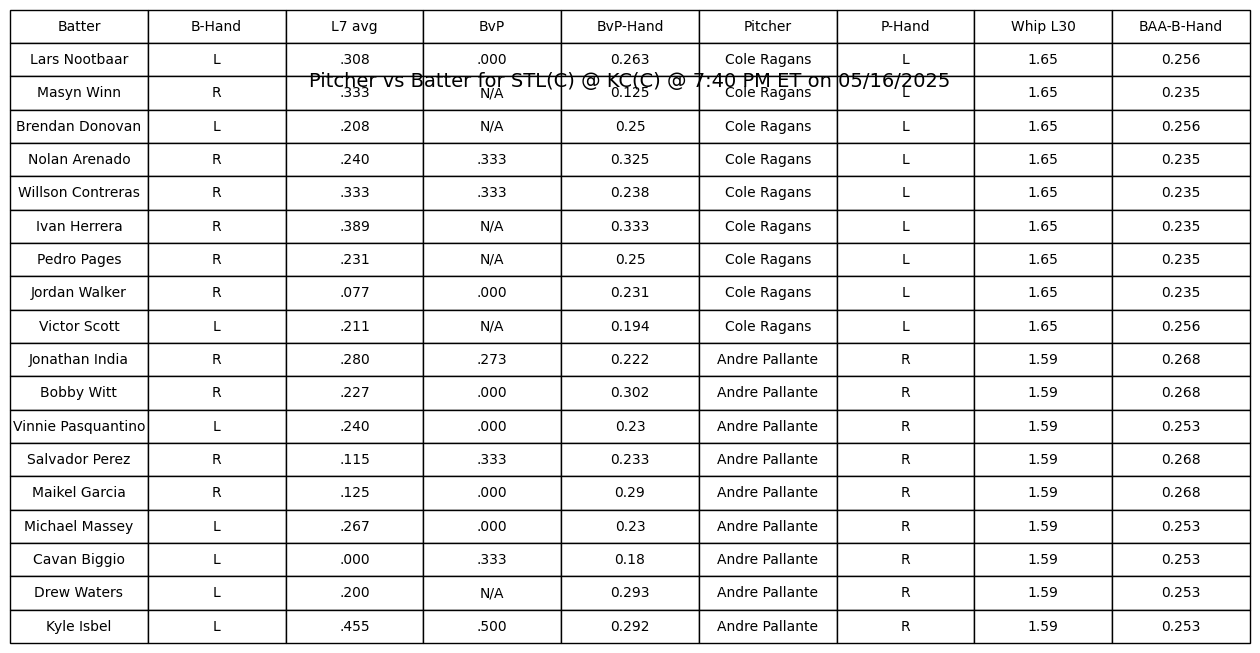 Batter B-Hand L7 avg BvP BvP-Hand Pitcher P-Hand Whip L30 BAA-B-Hand
Lars Nootbaar L .308 .000 0.263 Cole Ragans L 1.65 0.256
Pitcher vs Batter for STL(C) @ KC(C) @ 7:40 PM ET on 05/16/2025
Masyn Winn R .333 N/A 0.125 Cole Ragans L 1.65 0.235
Brendan Donovan L .208 N/A 0.25 Cole Ragans L 1.65 0.256
Nolan Arenado R .240 .333 0.325 Cole Ragans L 1.65 0.235
Willson Contreras R .333 .333 0.238 Cole Ragans L 1.65 0.235
Ivan Herrera R .389 N/A 0.333 Cole Ragans L 1.65 0.235
Pedro Pages R .231 N/A 0.25 Cole Ragans L 1.65 0.235
Jordan Walker R .077 .000 0.231 Cole Ragans L 1.65 0.235
Victor Scott L .211 N/A 0.194 Cole Ragans L 1.65 0.256
Jonathan India R .280 .273 0.222 Andre Pallante R 1.59 0.268
Bobby Witt R .227 .000 0.302 Andre Pallante R 1.59 0.268
Vinnie Pasquantino L .240 .000 0.23 Andre Pallante R 1.59 0.253
Salvador Perez R .115 .333 0.233 Andre Pallante R 1.59 0.268
Maikel Garcia R .125 .000 0.29 Andre Pallante R 1.59 0.268
Michael Massey L .267 .000 0.23 Andre Pallante R 1.59 0.253
Cavan Biggio L .000 .333 0.18 Andre Pallante R 1.59 0.253
Drew Waters L .200 N/A 0.293 Andre Pallante R 1.59 0.253
Kyle Isbel L .455 .500 0.292 Andre Pallante R 1.59 0.253